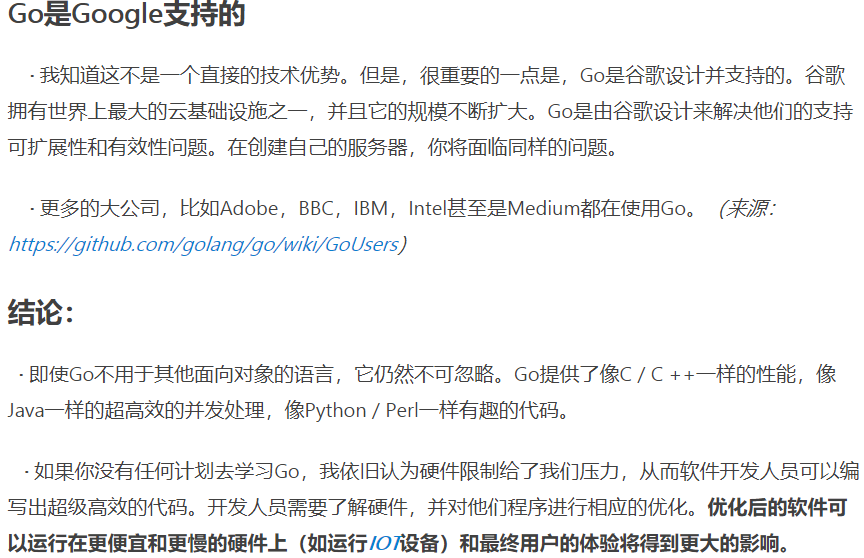 Go是Google支持的
· 我知道这不是一个直接的技术优势。但是，很重要的一点是，Go是谷歌设计并支持的。谷歌
拥有世界上最大的云基础设施之一，并且它的规模不断扩大。Go是由谷歌设计来解决他们的支持
可扩展性和有效性问题。在创建自己的服务器，你将面临同样的问题。
· 更多的大公司，比如Adobe，BBC，IBM，Intel甚至是Medium都在使用Go。（来源：
https://github.com/golang/go/wiki/GoUsers）
结论：
· 即使Go不用于其他面向对象的语言，它仍然不可忽略。Go提供了像C / C ++一样的性能，像
Java一样的超高效的并发处理，像Python / Perl一样有趣的代码。
· 如果你没有任何计划去学习Go，我依旧认为硬件限制给了我们压力，从而软件开发人员可以编
写出超级高效的代码。开发人员需要了解硬件，并对他们程序进行相应的优化。优化后的软件可
以运行在更便宜和更慢的硬件上（如运行IOT设备）和最终用户的体验将得到更大的影响。